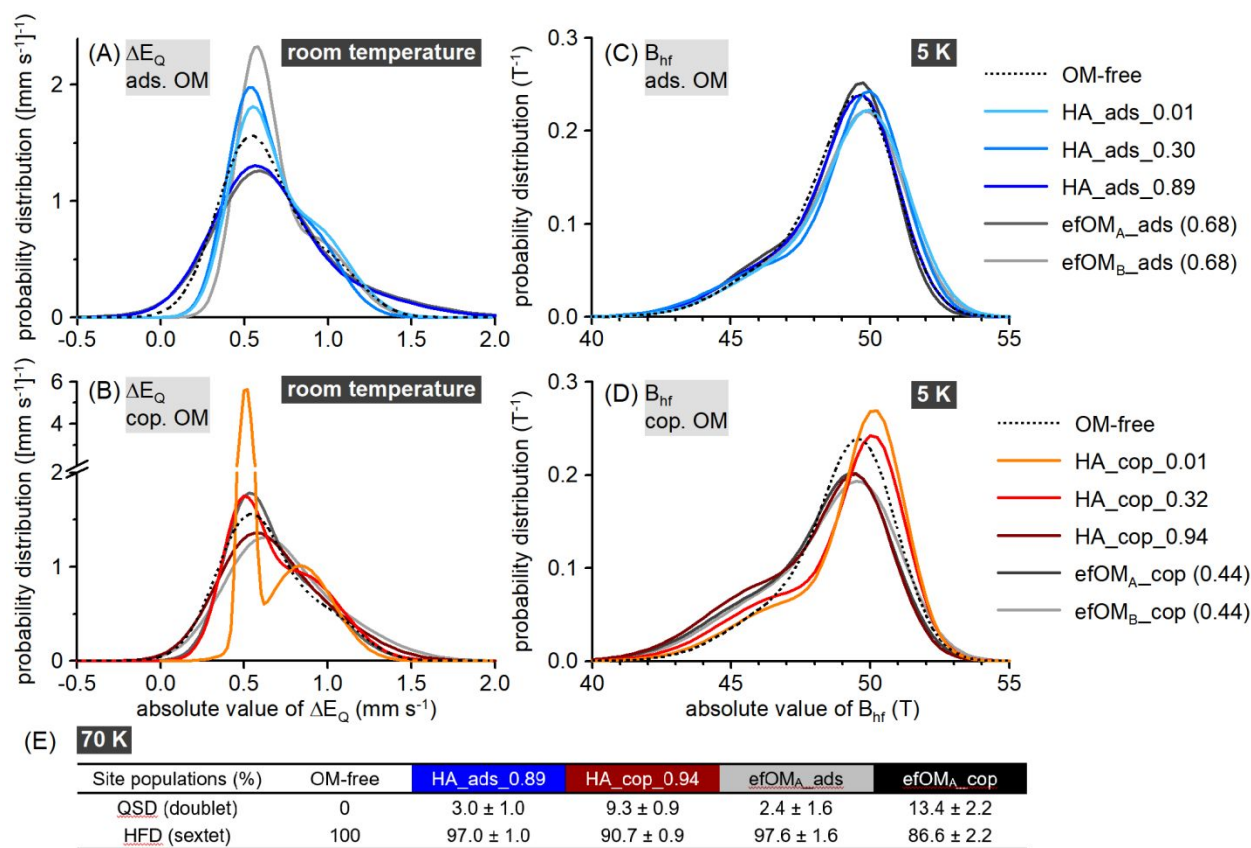 (A) ΔE_Q
ads. OM
room temperature
probability distribution ([mm s⁻¹]⁻¹)
2
1
0
-0.5 0.0 0.5 1.0 1.5 2.0
(C) B_hf
ads. OM
5 K
probability distribution (T⁻¹)
0.3
0.2
0.1
0.0
40 45 50 55
OM-free
HA_ads_0.01
HA_ads_0.30
HA_ads_0.89
efOM_A_ads (0.68)
efOM_B_ads (0.68)
(B) ΔE_Q
cop. OM
room temperature
probability distribution ([mm s⁻¹]⁻¹)
6
5
4
3
2
2
1
0
-0.5 0.0 0.5 1.0 1.5 2.0
absolute value of ΔE_Q (mm s⁻¹)
(D) B_hf
cop. OM
5 K
probability distribution (T⁻¹)
0.3
0.2
0.1
0.0
40 45 50 55
absolute value of B_hf (T)
OM-free
HA_cop_0.01
HA_cop_0.32
HA_cop_0.94
efOM_A_cop (0.44)
efOM_B_cop (0.44)
(E) 70 K
Site populations (%) OM-free HA_ads_0.89 HA_cop_0.94 efOM_A_ads efOM_A_cop
QSD (doublet) 0 3.0 ± 1.0 9.3 ± 0.9 2.4 ± 1.6 13.4 ± 2.2
HFD (sextet) 100 97.0 ± 1.0 90.7 ± 0.9 97.6 ± 1.6 86.6 ± 2.2